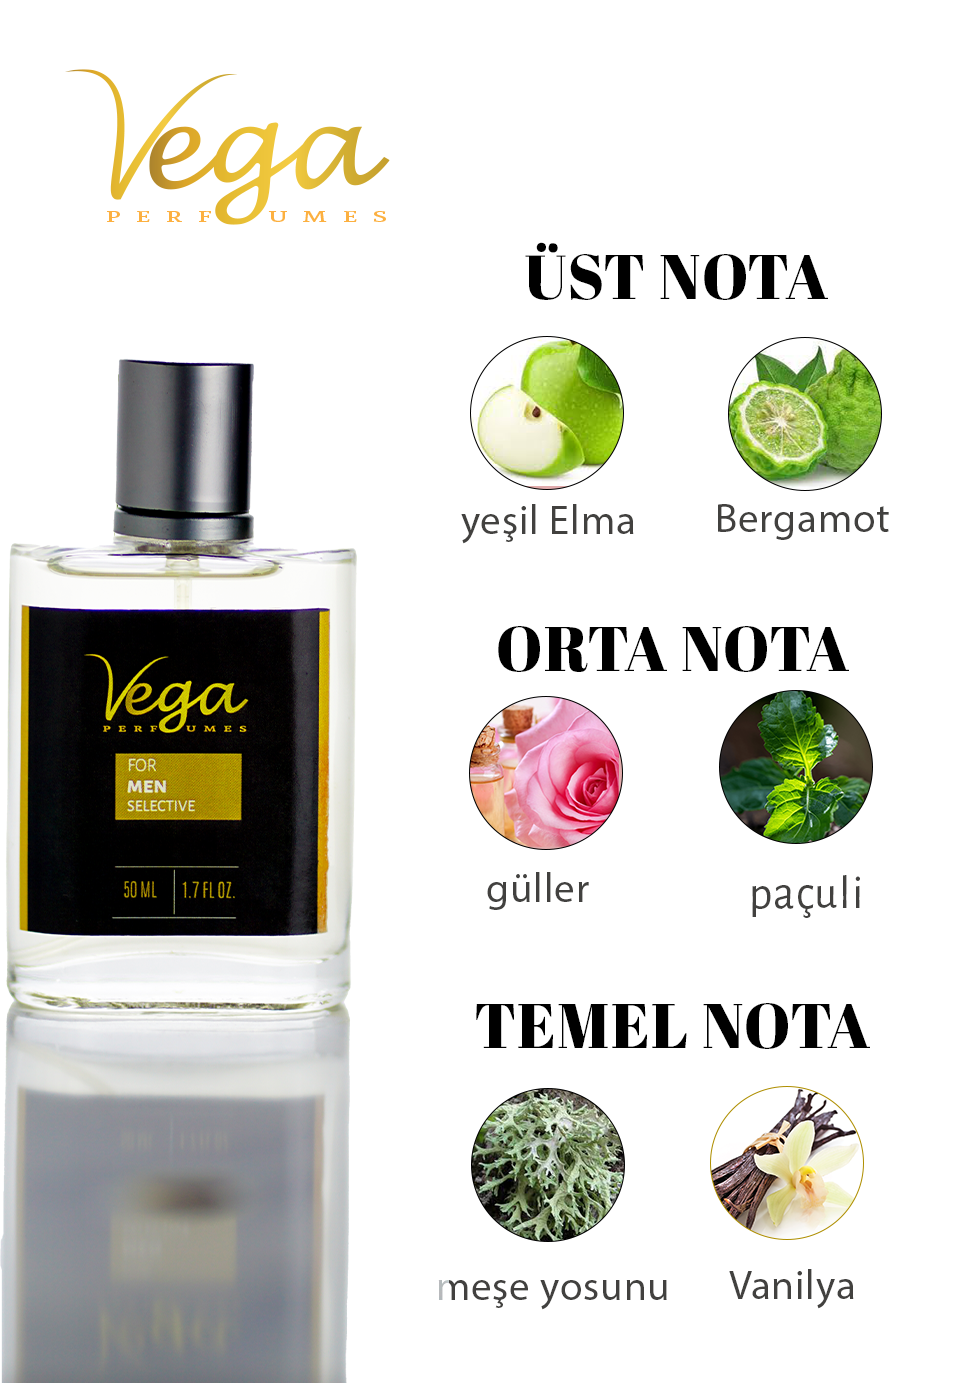 Vega
PERFUMES
ÜST NOTA
yeşil Elma
Bergamot
Vega
PERFUMES
FOR
MEN
SELECTIVE
50 ML
1.7 FL OZ.
ORTA NOTA
güller
paçuli
TEMEL NOTA
meşe yosunu
Vanilya